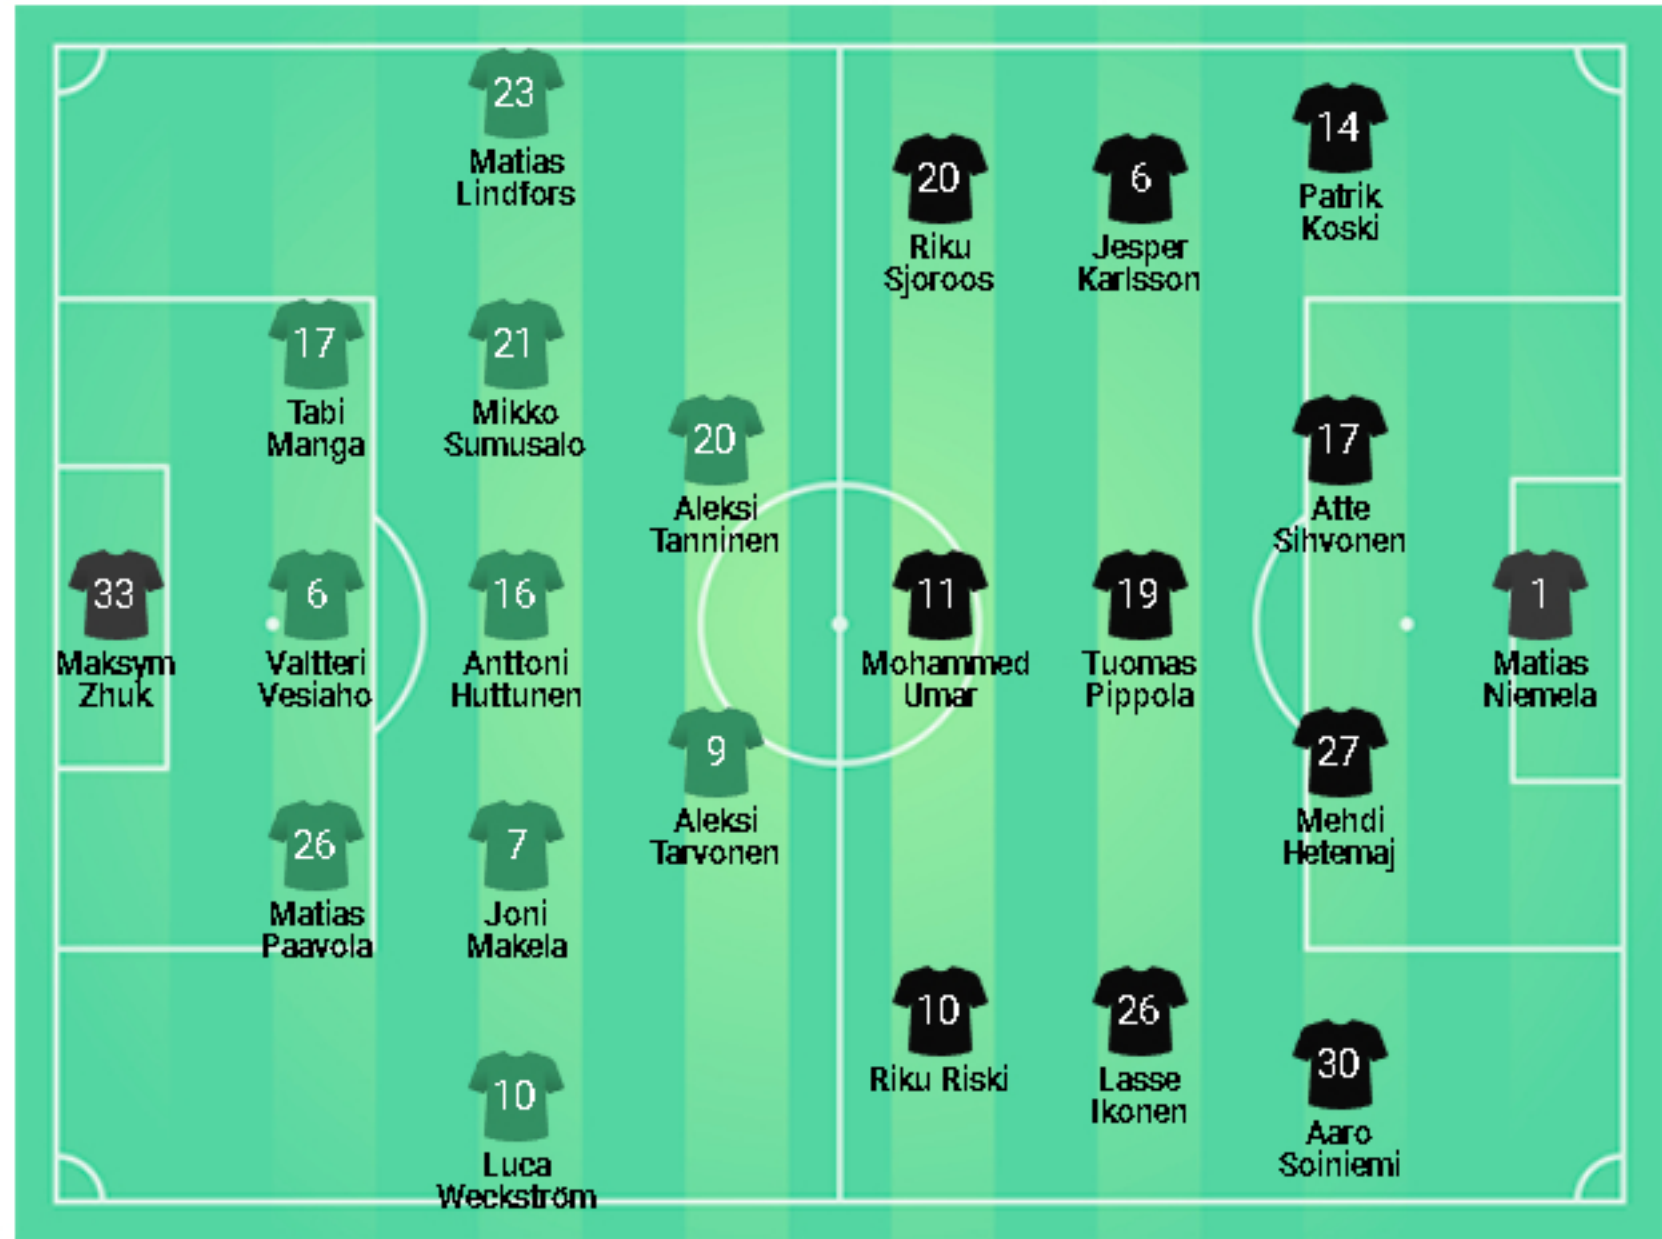 23
Matias
Lindfors
17
Tabi
Manga
21
Mikko
Sumusalo
20
Aleksi
Tanninen
33
Maksym
Zhuk
6
Valtteri
Vesiaho
16
Anttoni
Huttunen
9
Aleksi
Tarvonen
26
Matias
Paavola
7
Joni
Makela
10
Luca
Weckström
20
Riku
Sjoroos
6
Jesper
Karlsson
14
Patrik
Koski
17
Atte
Sihvonen
11
Mohammed
Umar
19
Tuomas
Pippola
1
Matias
Niemela
27
Mehdi
Hetemaj
10
Riku Riski
26
Lasse
Ikonen
30
Aaro
Soiniemi